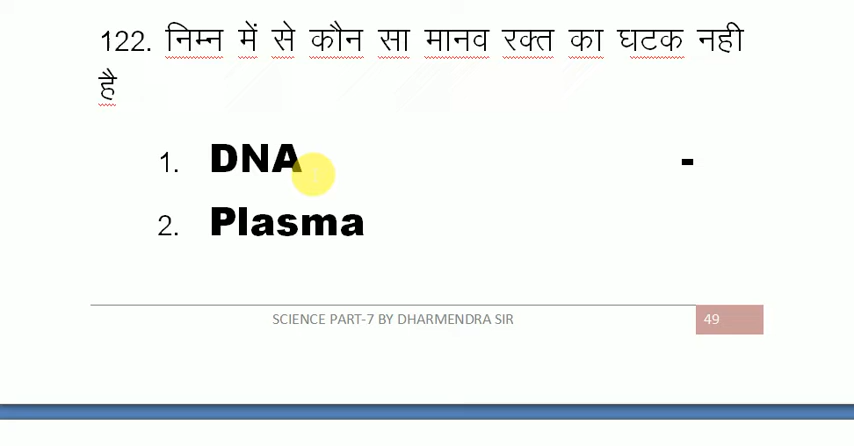 122. निम्न में से कौन सा मानव रक्त का घटक नही
है
1. DNA -
2. Plasma
SCIENCE PART-7 BY DHARMENDRA SIR 49